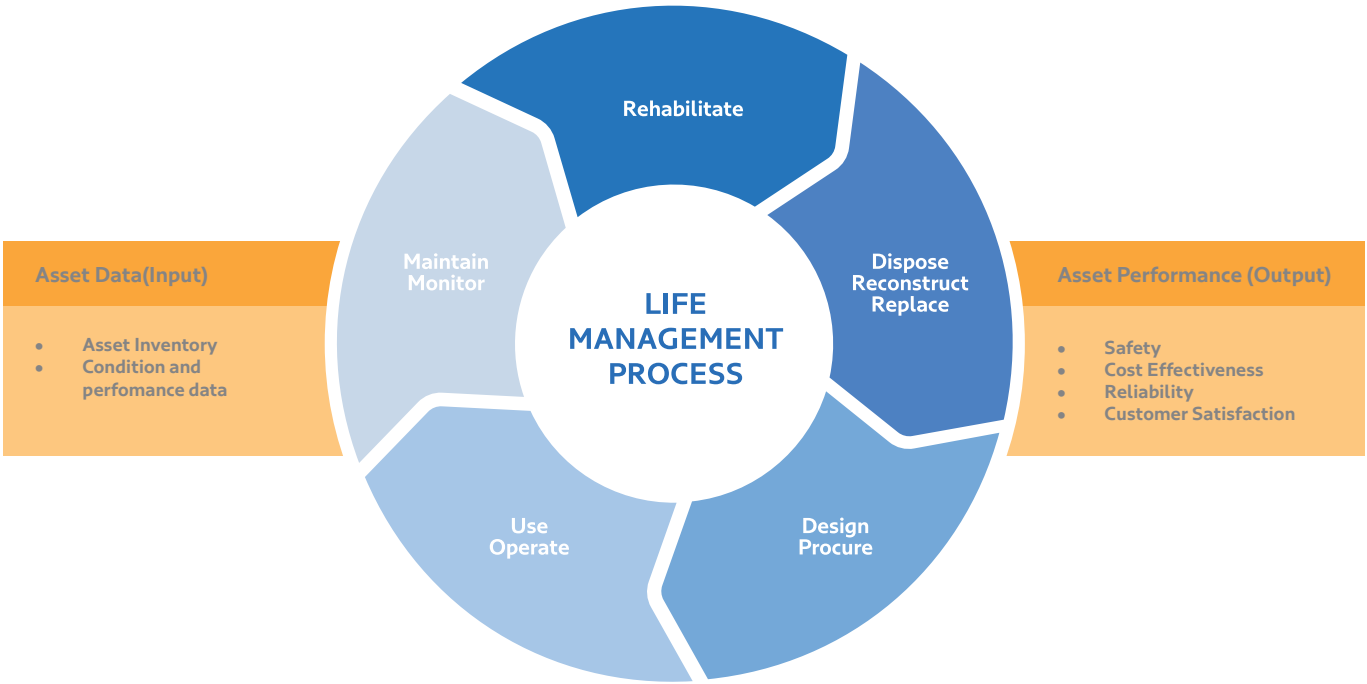 Rehabilitate
Asset Data(Input)
• Asset Inventory
• Condition and
perfomance data
Maintain
Monitor
LIFE
MANAGEMENT
PROCESS
Dispose
Reconstruct
Replace
Asset Performance (Output)
• Safety
• Cost Effectiveness
• Reliability
• Customer Satisfaction
Use
Operate
Design
Procure